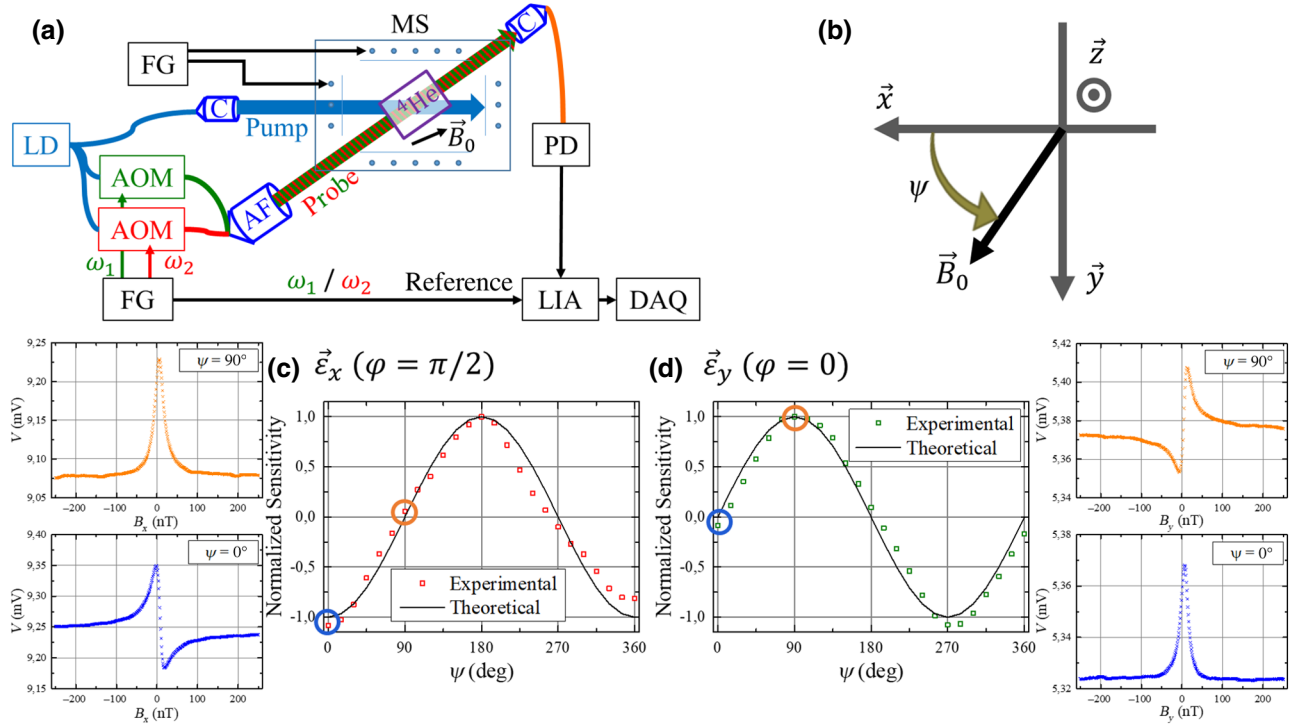 (a)
MS
FG
C
C
⁴He
Pump
B⃗₀
LD
PD
AOM
AF
Probe
AOM
ω₁
ω₂
FG
ω₁ / ω₂
Reference
LIA
DAQ
(b)
z⃗
x⃗
ψ
B⃗₀
y⃗
9,25
9,20
9,15
9,10
9,05
V (mV)
ψ = 90°
−200
−100
0
100
200
Bₓ (nT)
9,40
9,35
9,30
9,25
9,20
9,15
V (mV)
ψ = 0°
−200
−100
0
100
200
Bₓ (nT)
(c) ε⃗ₓ (φ = π/2)
Normalized Sensitivity
1,0
0,5
0,0
-0,5
-1,0
Experimental
Theoretical
0
90
180
270
360
ψ (deg)
(d) ε⃗y (φ = 0)
Normalized Sensitivity
1,0
0,5
0,0
-0,5
-1,0
Experimental
Theoretical
0
90
180
270
360
ψ (deg)
5,42
5,40
5,38
5,36
5,34
V (mV)
ψ = 90°
−200
−100
0
100
200
By (nT)
5,38
5,36
5,34
5,32
V (mV)
ψ = 0°
−200
−100
0
100
200
By (nT)